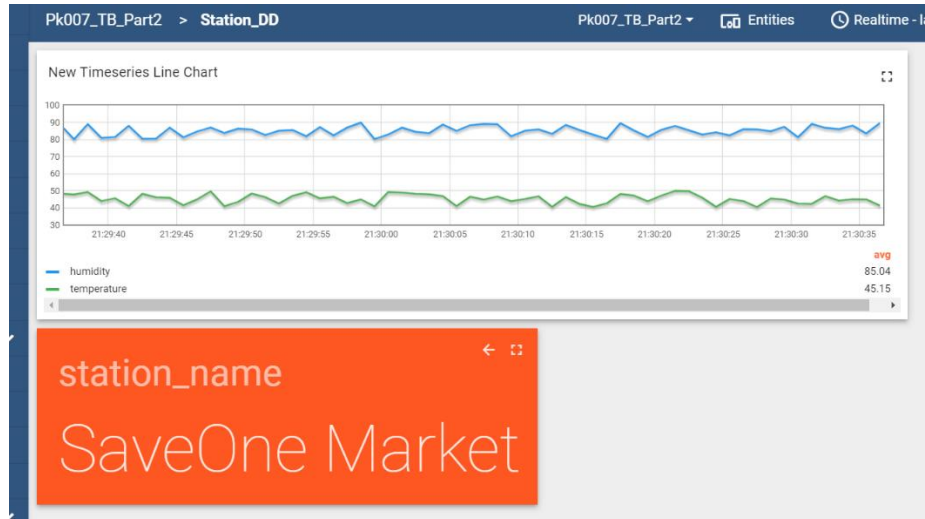 Pk007_TB_Part2 > Station_DD Pk007_TB_Part2 Entities Realtime - la
New Timeseries Line Chart
100
90
80
70
60
50
40
30
21:29:40 21:29:45 21:29:50 21:29:55 21:30:00 21:30:05 21:30:10 21:30:15 21:30:20 21:30:25 21:30:30 21:30:35
avg
humidity 85.04
temperature 45.15
station_name
SaveOne Market